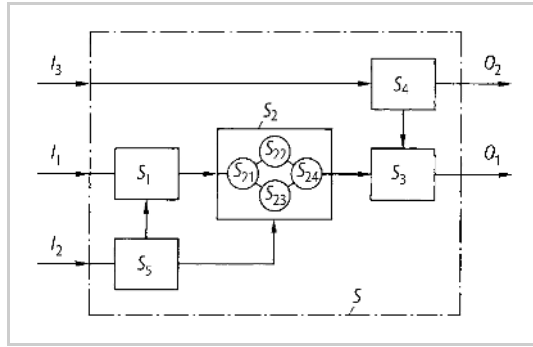 I₃
O₂
S₄
S₂
I₁
S₁
S₂₁
S₂₂
S₂₃
S₂₄
S₃
O₁
I₂
S₅
S